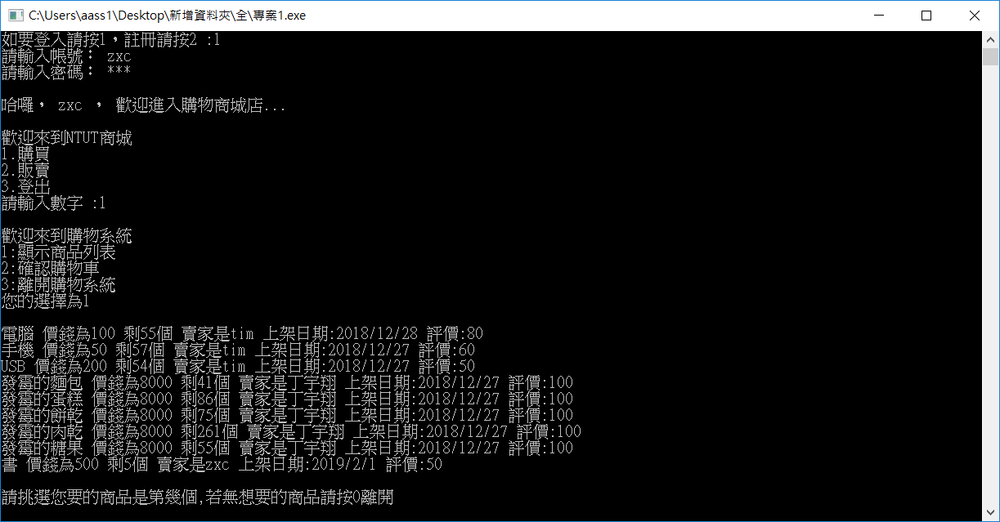 C:\Users\aass1\Desktop\新增資料夾\全\專案1.exe
如要登入請按1，註冊請按2 :1
請輸入帳號： zxc
請輸入密碼： ***
哈囉， zxc ， 歡迎進入購物商城店...
歡迎來到NTUT商城
1.購買
2.販賣
3.登出
請輸入數字 :1
歡迎來到購物系統
1:顯示商品列表
2:確認購物車
3:離開購物系統
您的選擇為1
電腦 價錢為100 剩55個 賣家是tim 上架日期:2018/12/28 評價:80
手機 價錢為50 剩57個 賣家是tim 上架日期:2018/12/27 評價:60
USB 價錢為200 剩54個 賣家是tim 上架日期:2018/12/27 評價:50
發霉的麵包 價錢為8000 剩41個 賣家是丁宇翔 上架日期:2018/12/27 評價:100
發霉的蛋糕 價錢為8000 剩86個 賣家是丁宇翔 上架日期:2018/12/27 評價:100
發霉的餅乾 價錢為8000 剩75個 賣家是丁宇翔 上架日期:2018/12/27 評價:100
發霉的肉乾 價錢為8000 剩261個 賣家是丁宇翔 上架日期:2018/12/27 評價:100
發霉的糖果 價錢為8000 剩55個 賣家是丁宇翔 上架日期:2018/12/27 評價:100
書 價錢為500 剩5個 賣家是zxc 上架日期:2019/2/1 評價:50
請挑選您要的商品是第幾個,若無想要的商品請按0離開